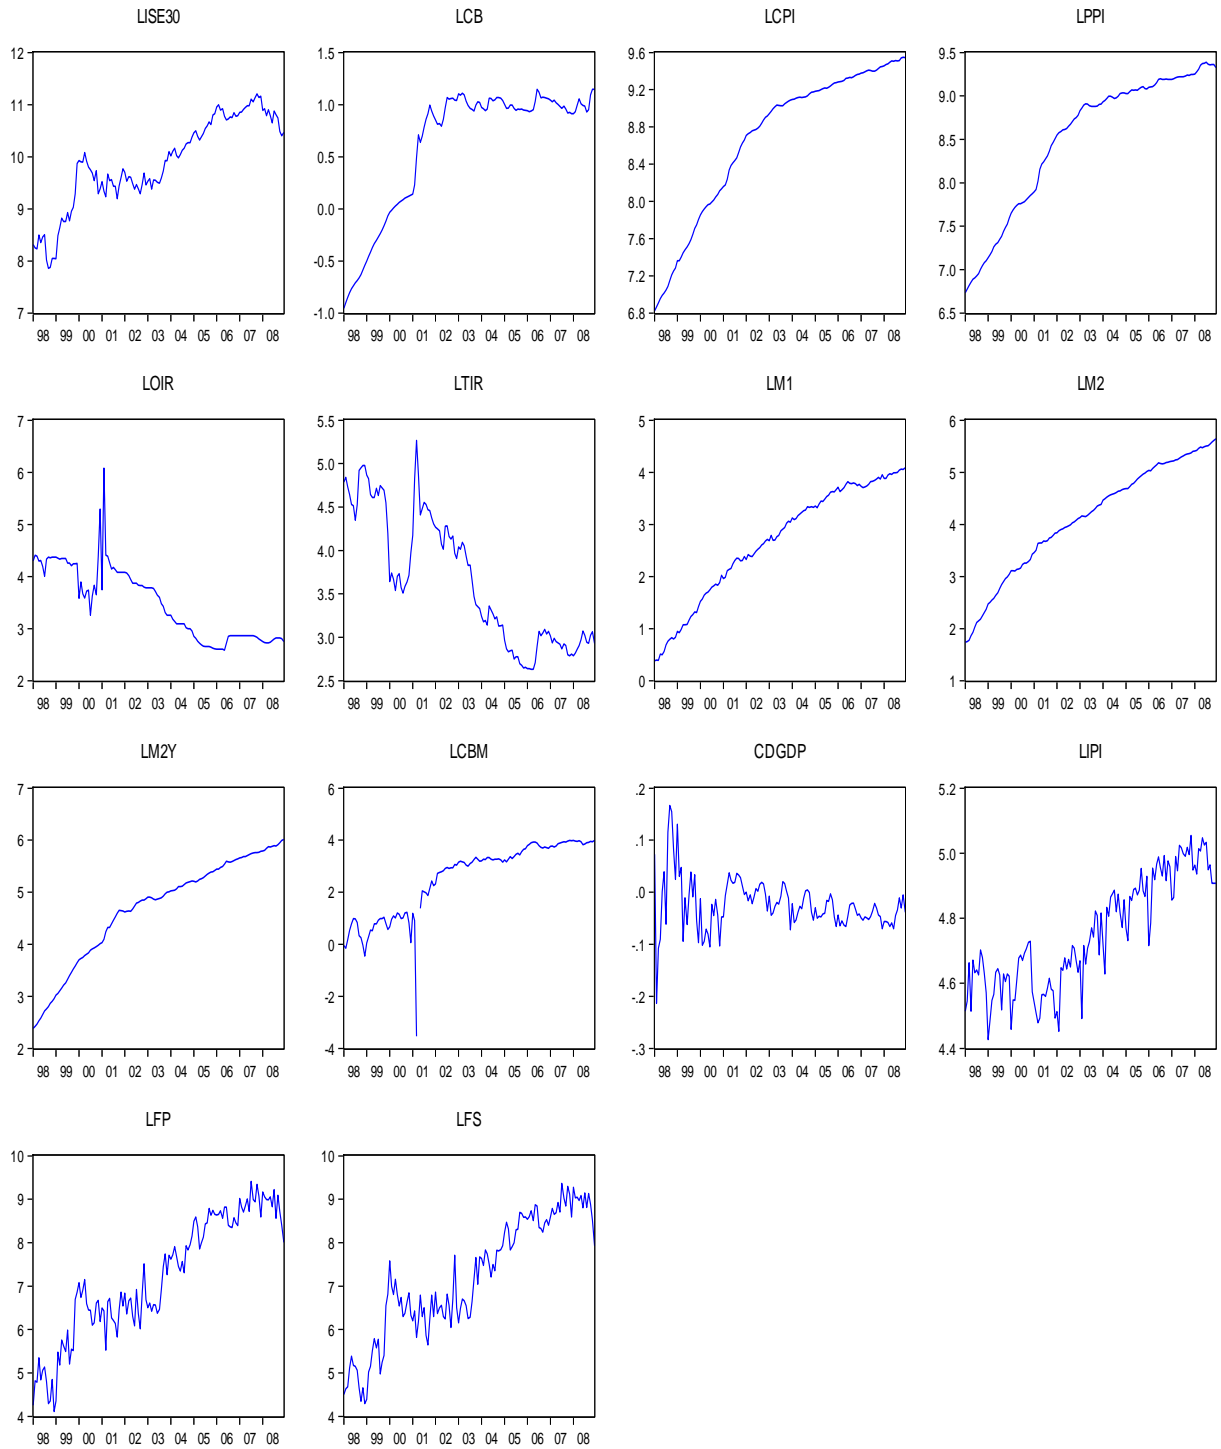 LISE30 LCB LCPI LPPI
12 1.5 9.6 9.5
11 1.0 9.2 9.0
10 0.5 8.8 8.5
9 0.0 8.4 8.0
8 -0.5 8.0 7.5
7 -1.0 7.6 7.0
7.2 6.5
6.8
98 99 00 01 02 03 04 05 06 07 08 98 99 00 01 02 03 04 05 06 07 08 98 99 00 01 02 03 04 05 06 07 08 98 99 00 01 02 03 04 05 06 07 08
LOIR LTIR LM1 LM2
7 5.5 5 6
6 5.0 4 5
5 4.5 3 4
4 4.0 2 3
3 3.5 1 2
2 3.0 0 1
2.5
98 99 00 01 02 03 04 05 06 07 08 98 99 00 01 02 03 04 05 06 07 08 98 99 00 01 02 03 04 05 06 07 08 98 99 00 01 02 03 04 05 06 07 08
LM2Y LCBM CDGDP LIPI
7 6 .2 5.2
6 4 .1 5.0
5 2 .0 4.8
4 0 -.1 4.6
3 -2 -.2 4.4
2 -4 -.3
98 99 00 01 02 03 04 05 06 07 08 98 99 00 01 02 03 04 05 06 07 08 98 99 00 01 02 03 04 05 06 07 08 98 99 00 01 02 03 04 05 06 07 08
LFP LFS
10 10
9 9
8 8
7 7
6 6
5 5
4 4
98 99 00 01 02 03 04 05 06 07 08 98 99 00 01 02 03 04 05 06 07 08